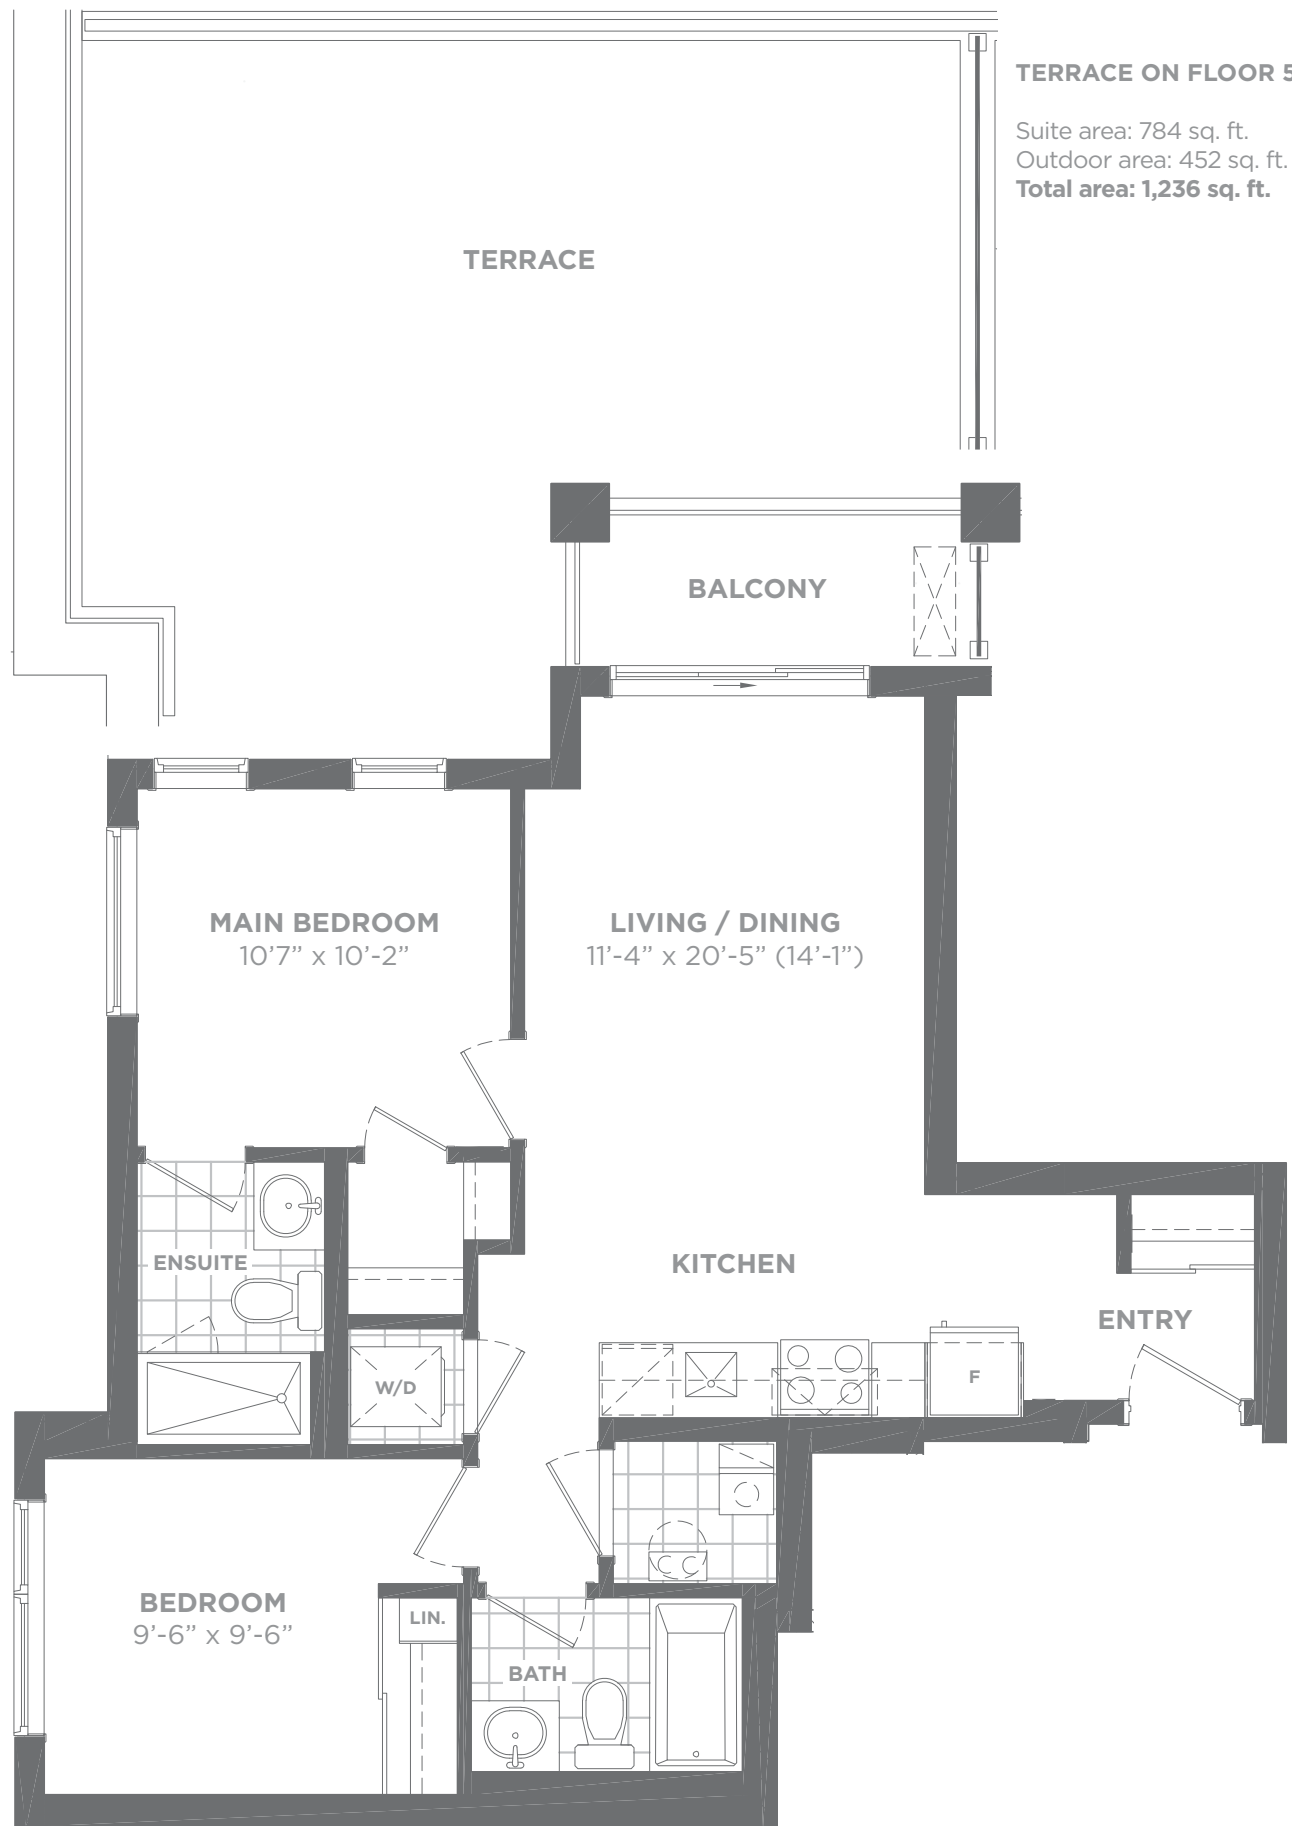 TERRACE ON FLOOR 5
Suite area: 784 sq. ft.
Outdoor area: 452 sq. ft.
Total area: 1,236 sq. ft.
TERRACE
BALCONY
MAIN BEDROOM
10’7” x 10’-2”
LIVING / DINING
11’-4” x 20’-5” (14’-1”)
ENSUITE
KITCHEN
ENTRY
W/D
F
BEDROOM
9’-6” x 9’-6”
LIN.
BATH